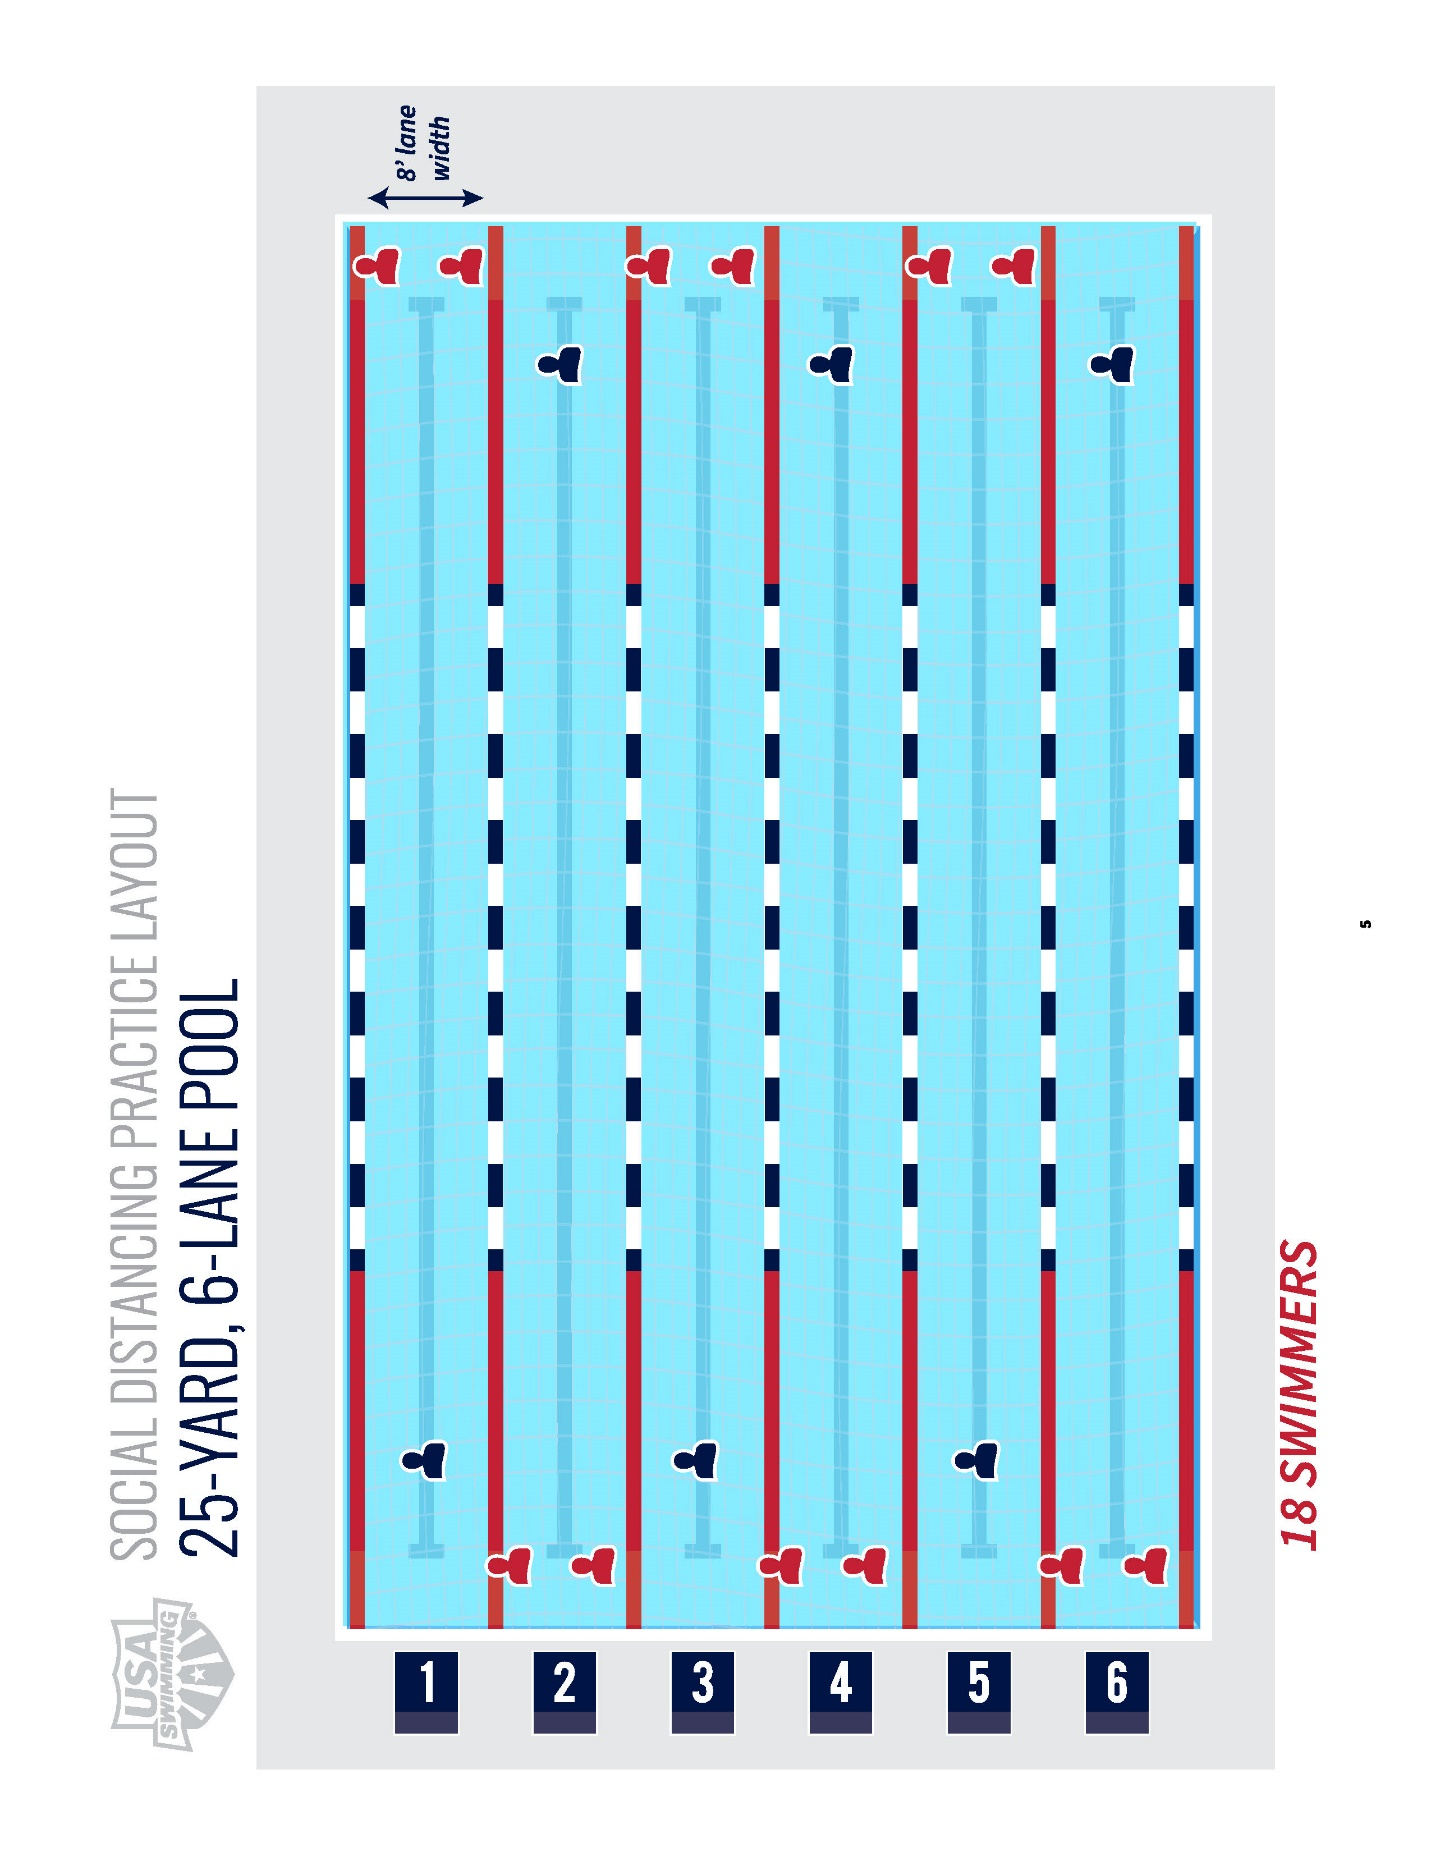 USA
SWIMMING®
SOCIAL DISTANCING PRACTICE LAYOUT
25-YARD, 6-LANE POOL
8' lane
width
1
2
3
4
5
6
18 SWIMMERS
5